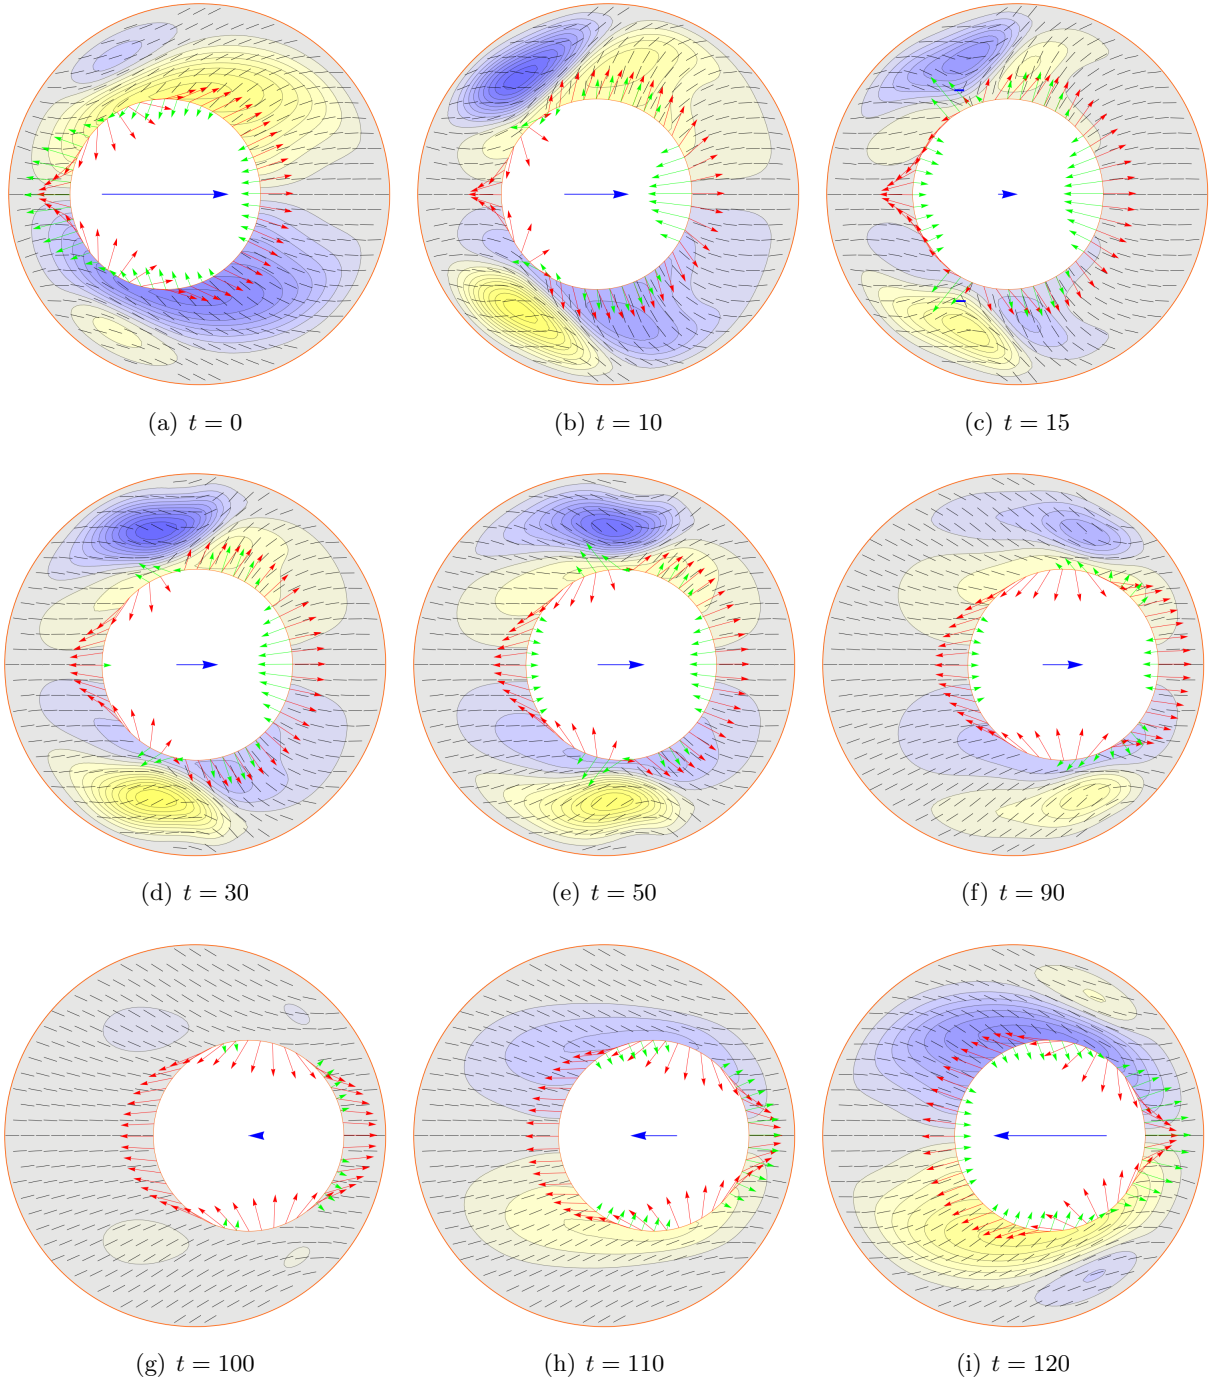 (a) t = 0
(b) t = 10
(c) t = 15
(d) t = 30
(e) t = 50
(f) t = 90
(g) t = 100
(h) t = 110
(i) t = 120